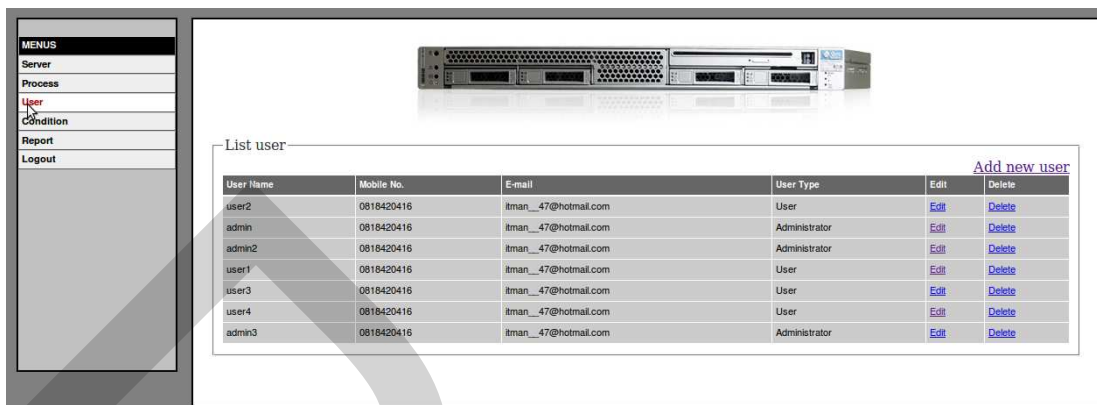 MENUS
Server
Process
User
Condition
Report
Logout
List user
Add new user
User Name Mobile No. E-mail User Type Edit Delete
user2 0818420416 itman__47@hotmail.com User Edit Delete
admin 0818420416 itman__47@hotmail.com Administrator Edit Delete
admin2 0818420416 itman__47@hotmail.com Administrator Edit Delete
user1 0818420416 itman__47@hotmail.com User Edit Delete
user3 0818420416 itman__47@hotmail.com User Edit Delete
user4 0818420416 itman__47@hotmail.com User Edit Delete
admin3 0818420416 itman__47@hotmail.com Administrator Edit Delete